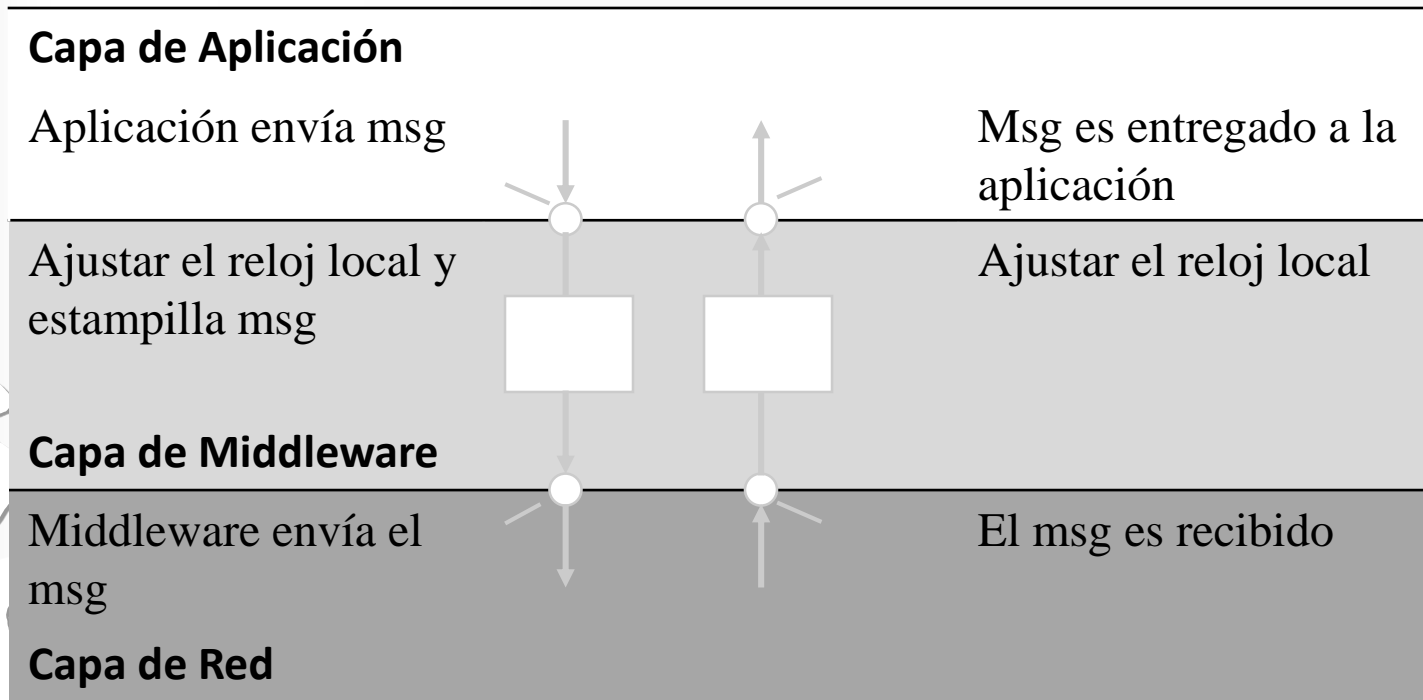 Capa de Aplicación
Aplicación envía msg
Msg es entregado a la
aplicación
Ajustar el reloj local y
estampilla msg
Ajustar el reloj local
Capa de Middleware
Middleware envía el
msg
El msg es recibido
Capa de Red